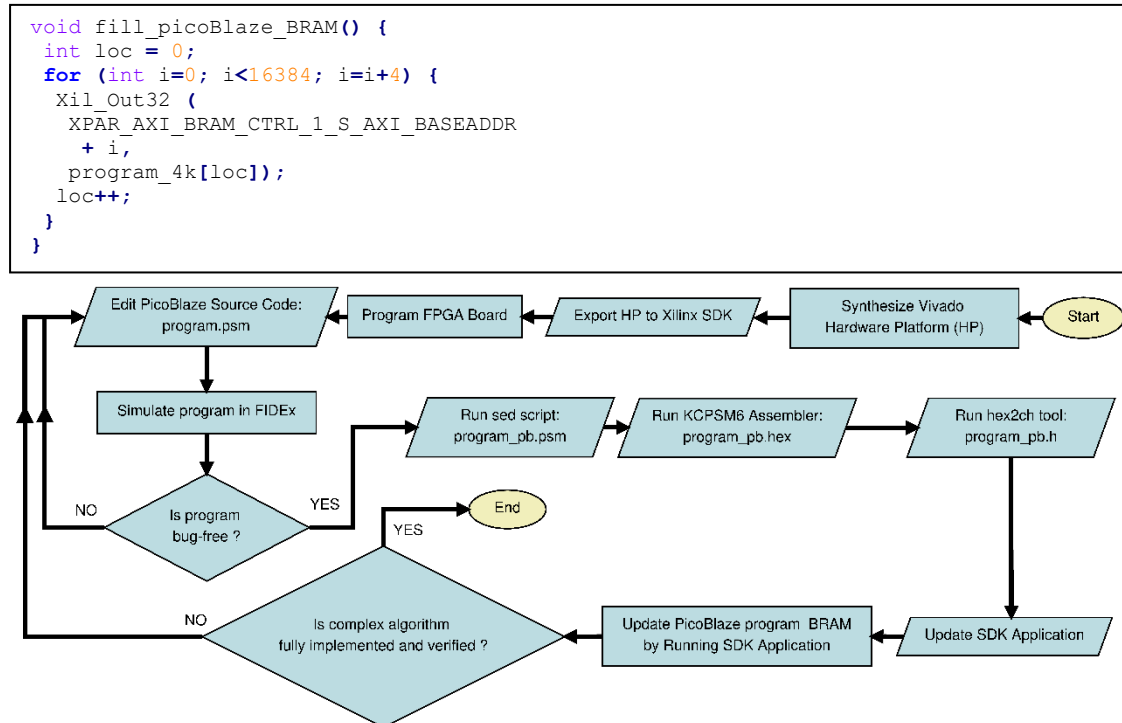 void fill_picoBlaze_BRAM() {
int loc = 0;
for (int i=0; i<16384; i=i+4) {
Xil_Out32 (
XPAR_AXI_BRAM_CTRL_1_S_AXI_BASEADDR
+ i,
program_4k[loc]);
loc++;
}
}
Edit PicoBlaze Source Code:
program.psm
Program FPGA Board
Export HP to Xilinx SDK
Synthesize Vivado
Hardware Platform (HP)
Start
Simulate program in FIDEx
Run sed script:
program_pb.psm
Run KCPSM6 Assembler:
program_pb.hex
Run hex2ch tool:
program_pb.h
NO
Is program
bug-free ?
YES
End
YES
NO
Is complex algorithm
fully implemented and verified ?
Update PicoBlaze program BRAM
by Running SDK Application
Update SDK Application